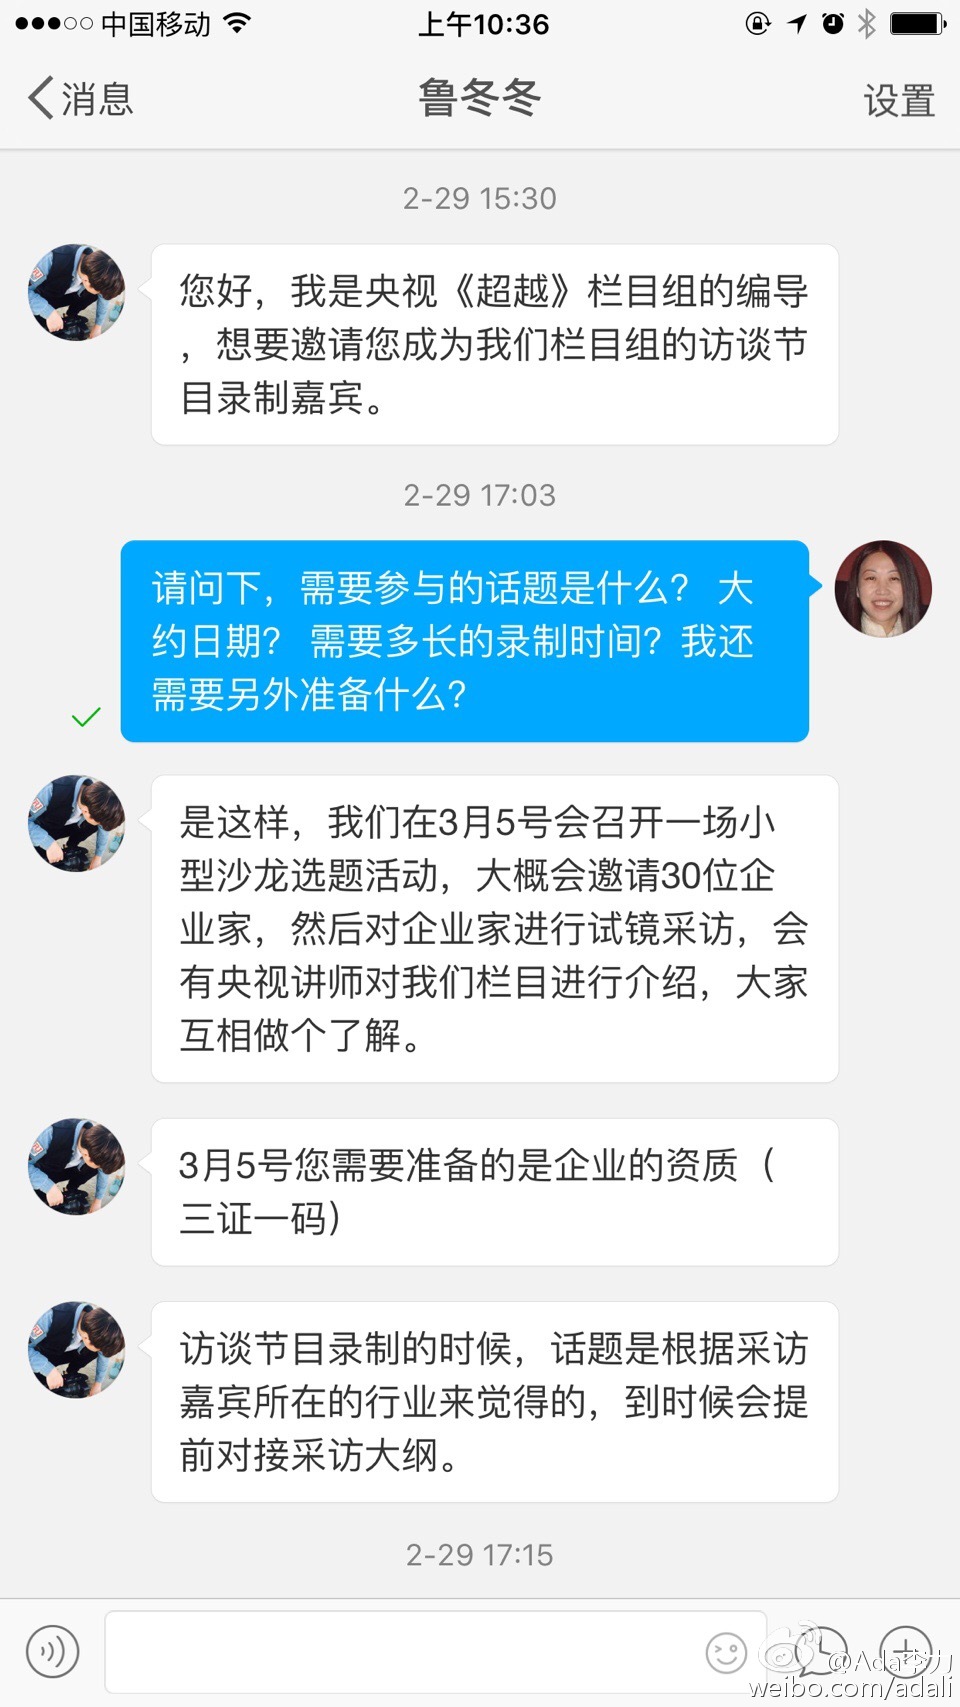 中国移动
上午10:36
消息
鲁冬冬
设置
2-29 15:30
您好，我是央视《超越》栏目组的编导
，想要邀请您成为我们栏目组的访谈节
目录制嘉宾。
2-29 17:03
请问下，需要参与的话题是什么？ 大
约日期？ 需要多长的录制时间？我还
需要另外准备什么？
是这样，我们在3月5号会召开一场小
型沙龙选题活动，大概会邀请30位企
业家，然后对企业家进行试镜采访，会
有央视讲师对我们栏目进行介绍，大家
互相做个了解。
3月5号您需要准备的是企业的资质（
三证一码）
访谈节目录制的时候，话题是根据采访
嘉宾所在的行业来觉得的，到时候会提
前对接采访大纲。
2-29 17:15
@Ada李力
weibo.com/adali